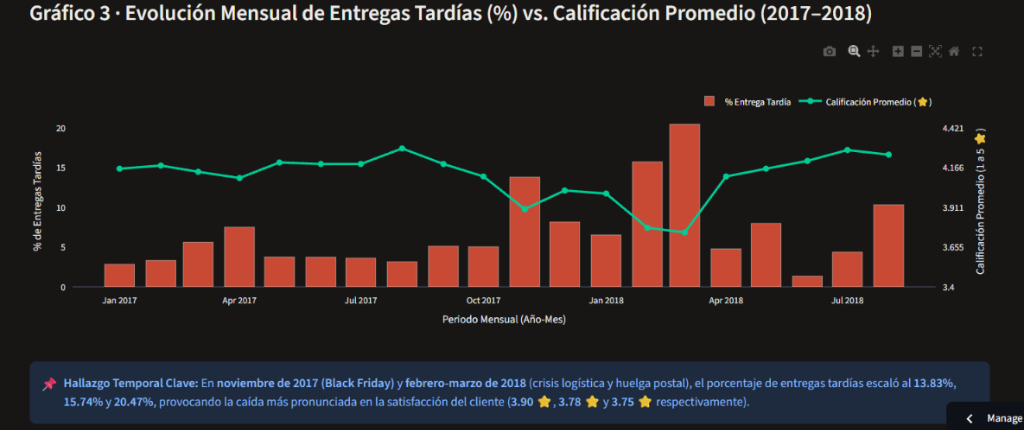 Gráfico 3 · Evolución Mensual de Entregas Tardías (%) vs. Calificación Promedio (2017–2018)
% Entrega Tardía
Calificación Promedio (⭐)
% de Entregas Tardías
20
15
10
5
0
4.421
4.166
3.911
3.655
3.4
Calificación Promedio (1 a 5 ⭐)
Jan 2017
Apr 2017
Jul 2017
Oct 2017
Jan 2018
Apr 2018
Jul 2018
Periodo Mensual (Año-Mes)
📌 Hallazgo Temporal Clave: En noviembre de 2017 (Black Friday) y febrero-marzo de 2018 (crisis logística y huelga postal), el porcentaje de entregas tardías escaló al 13.83%,
15.74% y 20.47%, provocando la caída más pronunciada en la satisfacción del cliente (3.90 ⭐, 3.78 ⭐ y 3.75 ⭐ respectivamente).
Manage